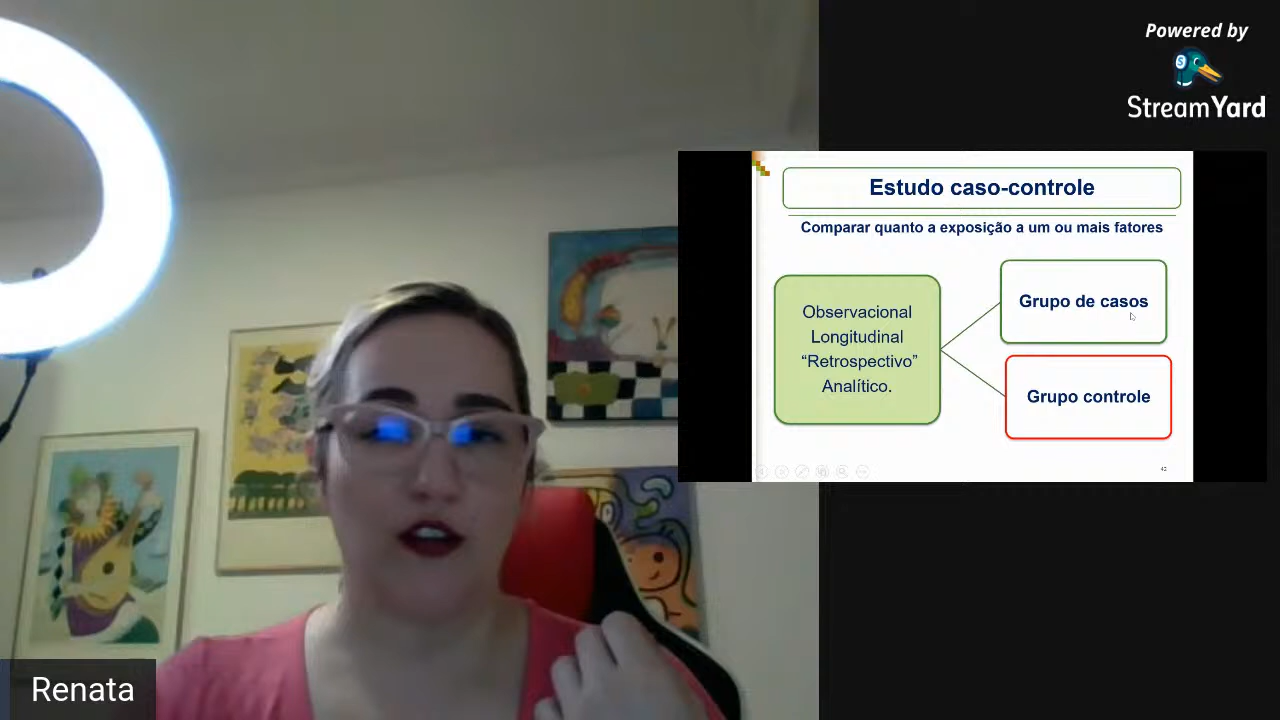 Powered by
StreamYard
Estudo caso-controle
Comparar quanto a exposição a um ou mais fatores
Observacional
Longitudinal
“Retrospectivo”
Analítico.
Grupo de casos
Grupo controle
42
Renata